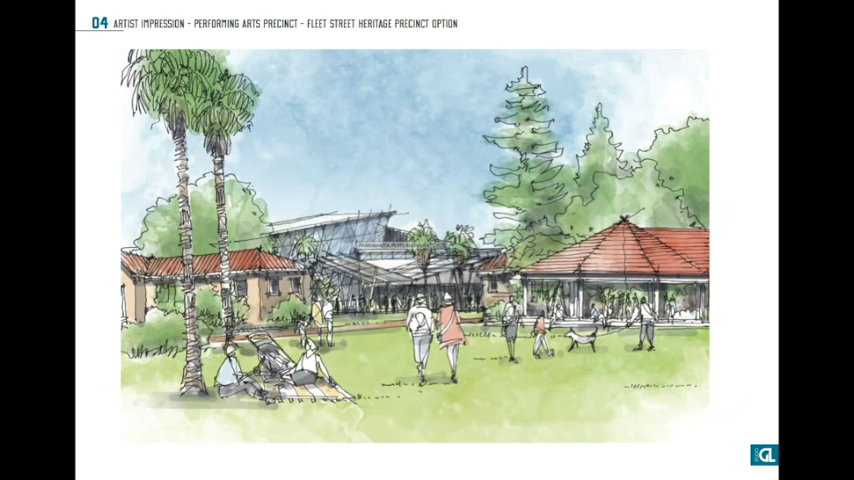 04 ARTIST IMPRESSION - PERFORMING ARTS PRECINCT - FLEET STREET HERITAGE PRECINCT OPTION
GL